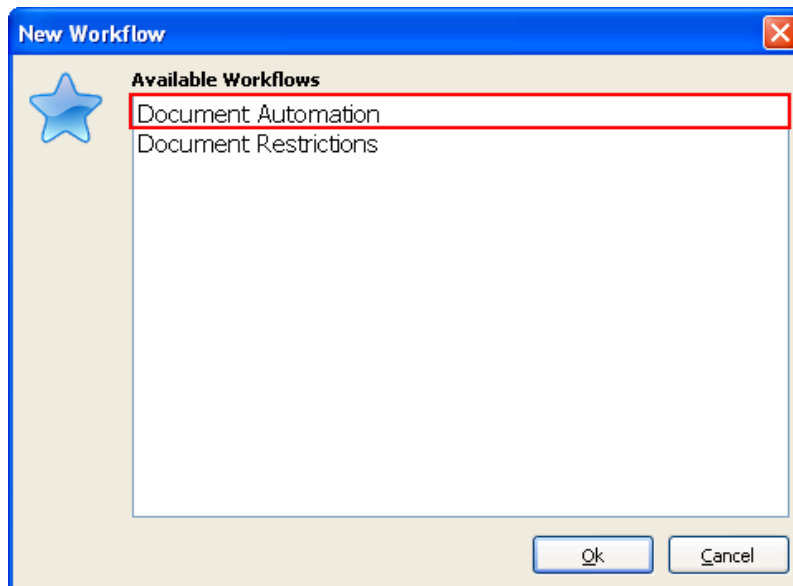 New Workflow
Available Workflows
Document Automation
Document Restrictions
Ok
Cancel